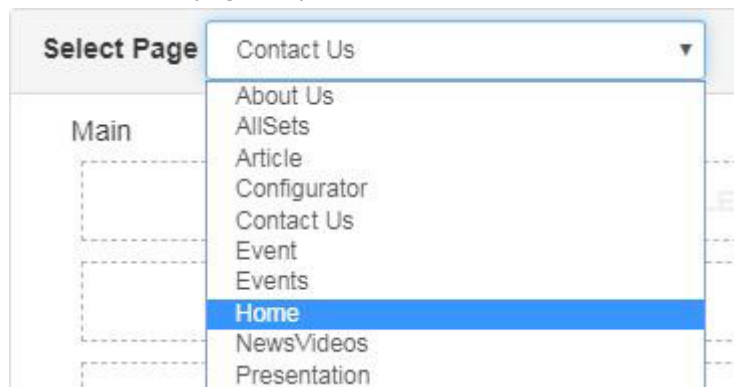 Select Page Contact Us
About Us
Main
AllSets
Article
Configurator
Contact Us
Event
Events
Home
NewsVideos
Presentation